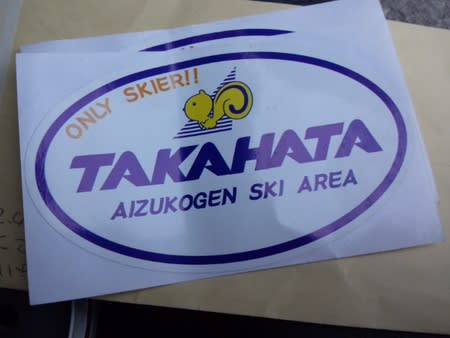 ONLY SKIER!!
TAKAHATA
AIZUKOGEN SKI AREA